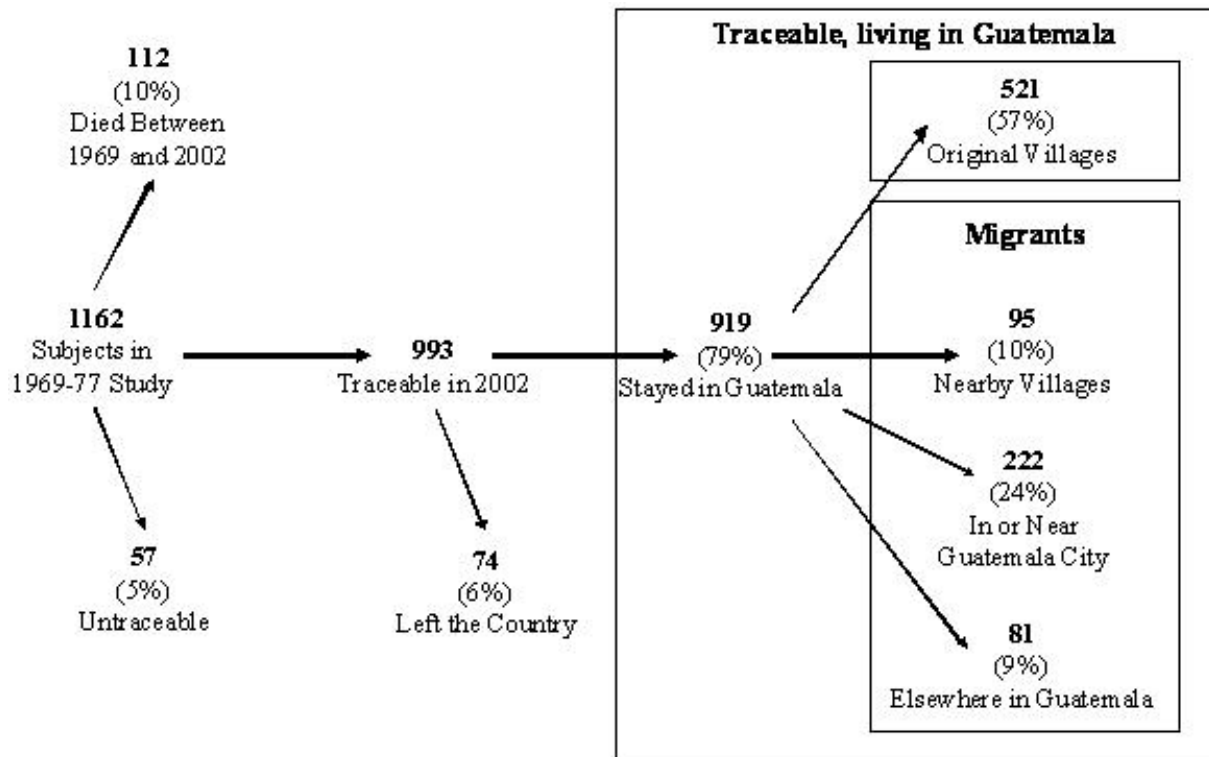 Traceable, living in Guatemala
112
(10%)
Died Between
1969 and 2002
521
(57%)
Original Villages
Migrants
1162
Subjects in
1969-77 Study
993
Traceable in 2002
919
(79%)
Stayed in Guatemala
95
(10%)
Nearby Villages
222
(24%)
In or Near
Guatemala City
57
(5%)
Untraceable
74
(6%)
Left the Country
81
(9%)
Elsewhere in Guatemala